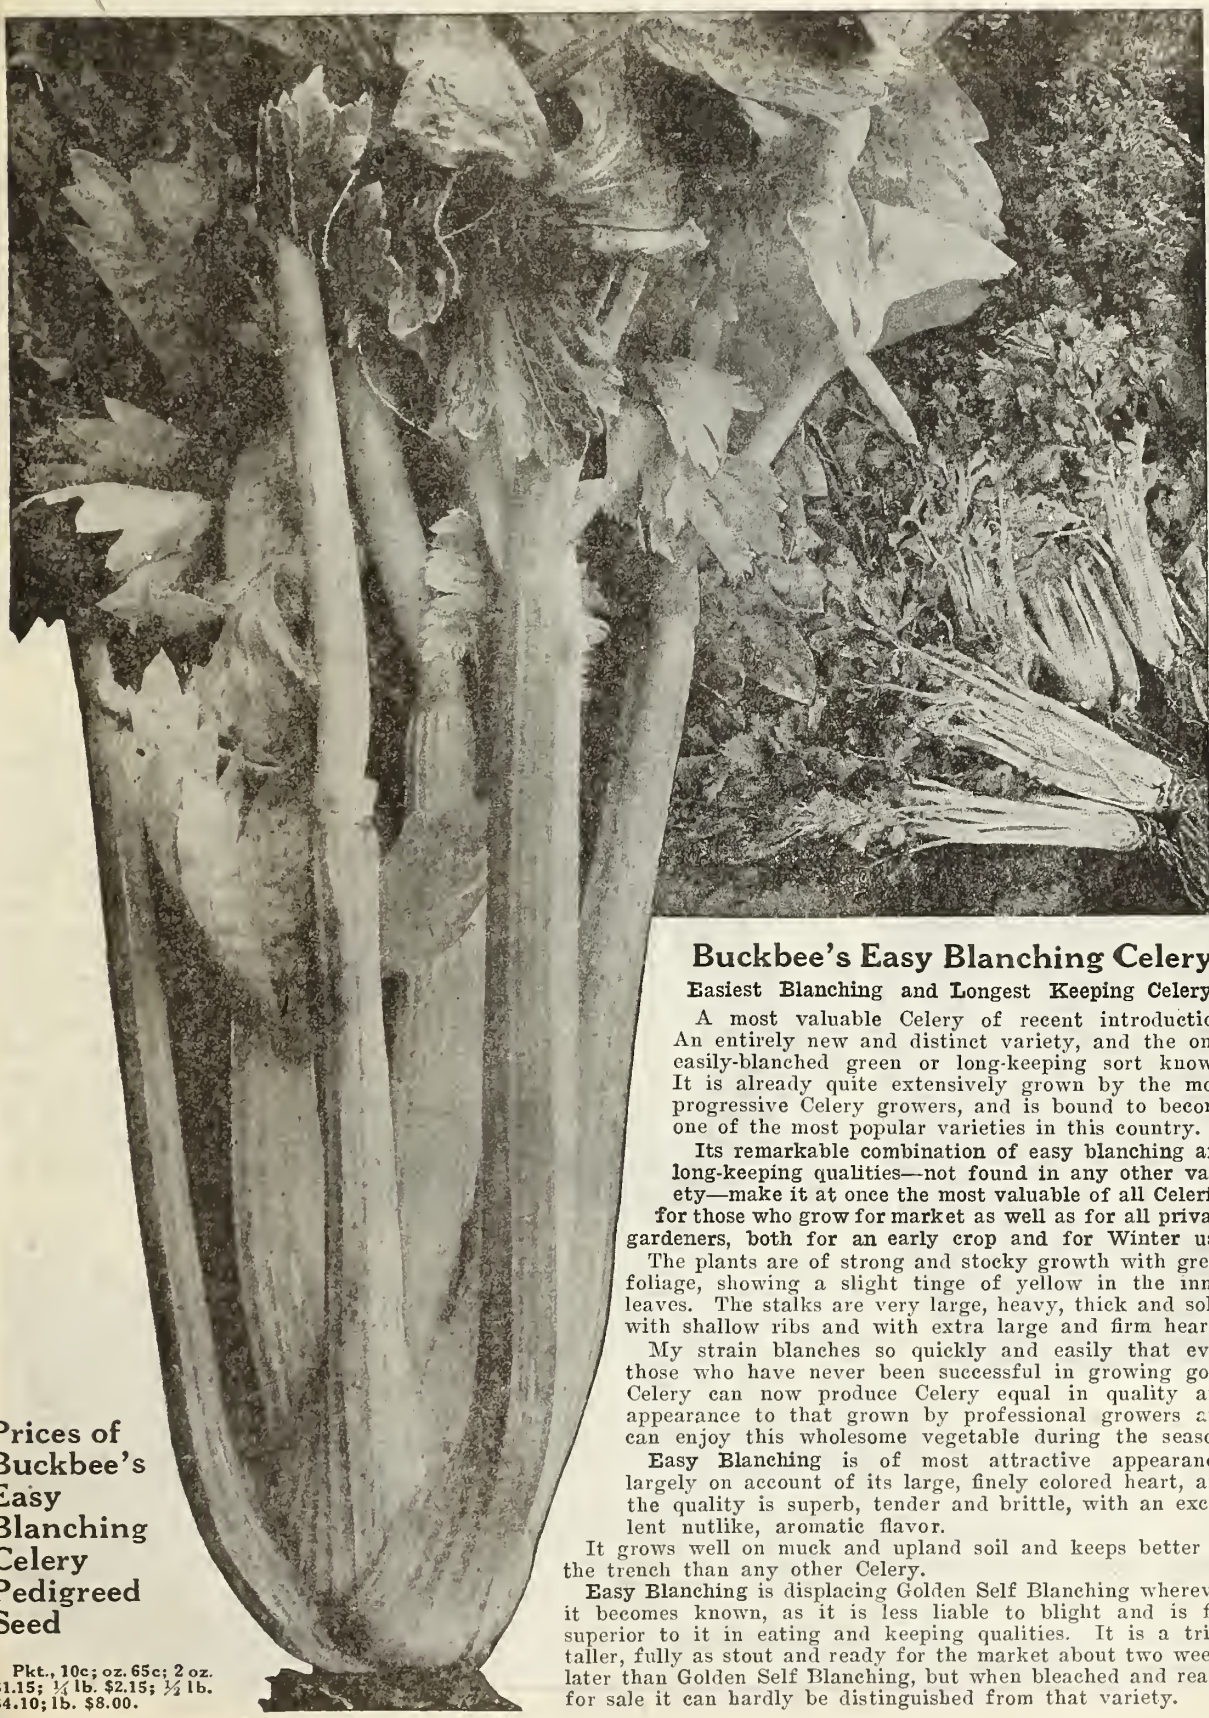 Buckbee's Easy Blanching Celery
Easiest Blanching and Longest Keeping Celery
A most valuable Celery of recent introductio
An entirely new and distinct variety, and the on
easily-blanched green or long-keeping sort know
It is already quite extensively grown by the mo
progressive Celery growers, and is bound to becon
one of the most popular varieties in this country.
Its remarkable combination of easy blanching a
long-keeping qualities—not found in any other va
ety—make it at once the most valuable of all Celeri
for those who grow for market as well as for all priva
gardeners, both for an early crop and for Winter us
The plants are of strong and stocky growth with gre
foliage, showing a slight tinge of yellow in the inn
leaves. The stalks are very large, heavy, thick and sol
with shallow ribs and with extra large and firm hear
My strain blanches so quickly and easily that ev
those who have never been successful in growing go
Celery can now produce Celery equal in quality a
appearance to that grown by professional growers a
can enjoy this wholesome vegetable during the seaso
Easy Blanching is of most attractive appearan
largely on account of its large, finely colored heart, a
the quality is superb, tender and brittle, with an exc
lent nutlike, aromatic flavor.
It grows well on muck and upland soil and keeps better
the trench than any other Celery.
Easy Blanching is displacing Golden Self Blanching wherev
it becomes known, as it is less liable to blight and is f
superior to it in eating and keeping qualities. It is a tri
taller, fully as stout and ready for the market about two wee
later than Golden Self Blanching, but when bleached and rea
for sale it can hardly be distinguished from that variety.
Prices of
Buckbee's
Easy
Blanching
Celery
Pedigreed
Seed
Pkt., 10c; oz. 65c; 2 oz.
$1.15; ¼ lb. $2.15; ½ lb.
$4.10; lb. $8.00.